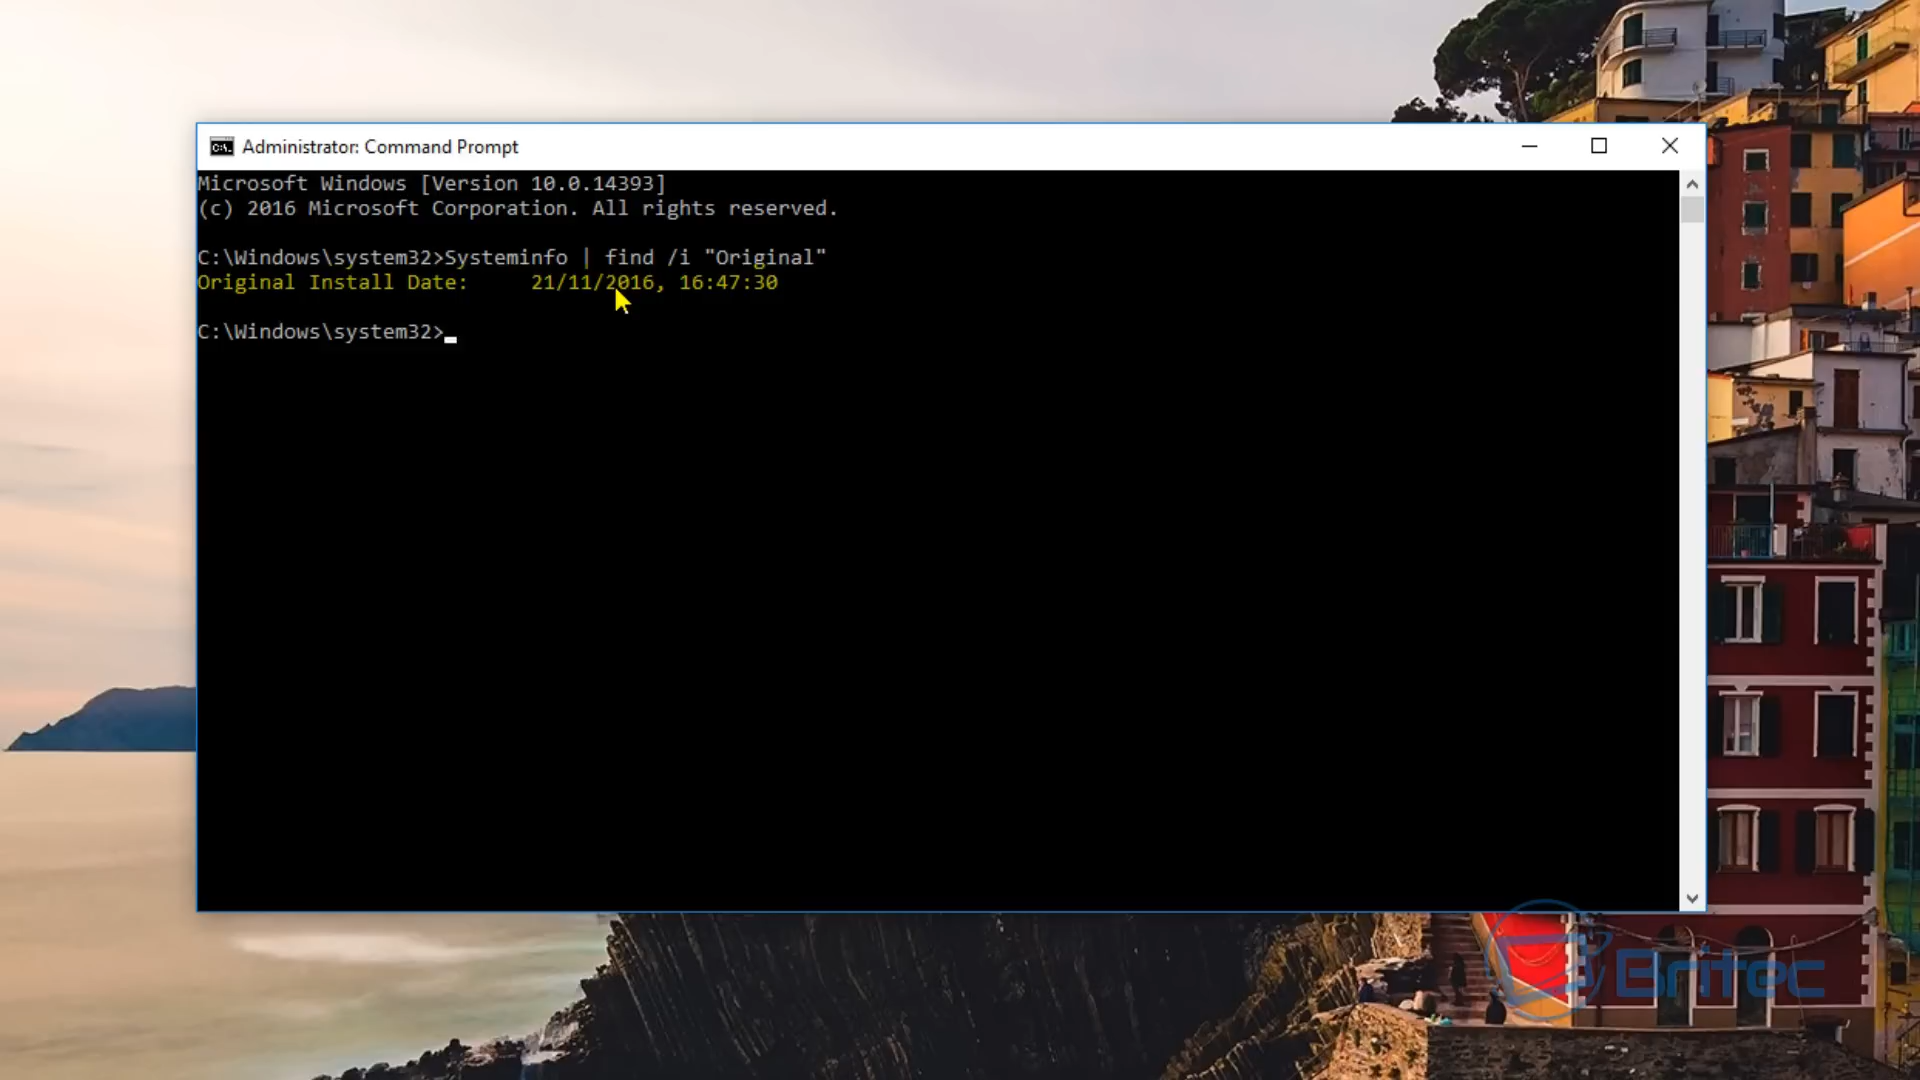 Administrator: Command Prompt
Microsoft Windows [Version 10.0.14393]
(c) 2016 Microsoft Corporation. All rights reserved.
C:\Windows\system32>Systeminfo | find /i "Original"
Original Install Date:     21/11/2016, 16:47:30
C:\Windows\system32>
Britec